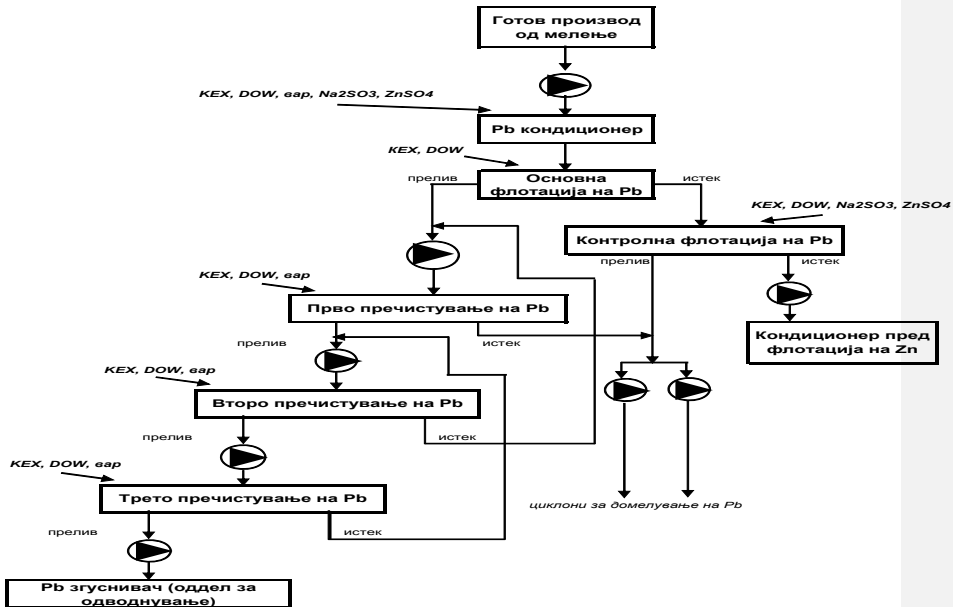 Готов производ
од мелење
KEX, DOW, вар, Na2SO3, ZnSO4
Pb кондиционер
KEX, DOW
прелив
Основна
флотација на Pb
истек
KEX, DOW, Na2SO3, ZnSO4
Контролна флотација на Pb
прелив
истек
KEX, DOW, вар
Прво пречистување на Pb
Кондиционер пред
флотација на Zn
прелив
истек
KEX, DOW, вар
Второ пречистување на Pb
прелив
истек
KEX, DOW, вар
Трето пречистување на Pb
циклони за домелување на Pb
прелив
истек
Pb згуснивач (оддел за
одводнување)